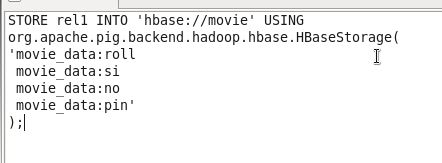 STORE rel1 INTO 'hbase://movie' USING
org.apache.pig.backend.hadoop.hbase.HBaseStorage(
'movie_data:roll
movie_data:si
movie_data:no
movie_data:pin'
);